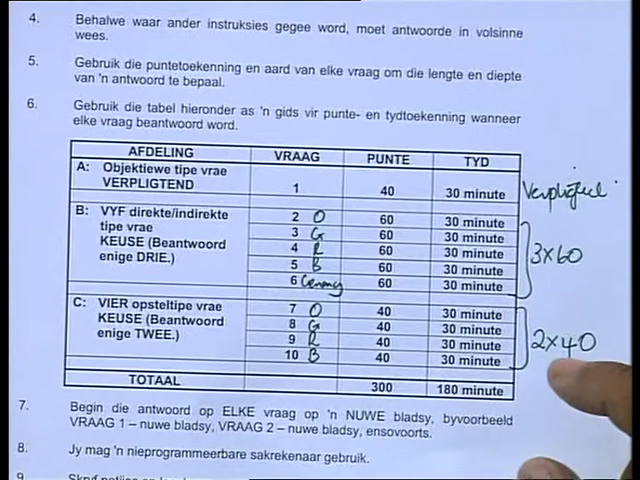 4. Behalwe waar ander instruksies gegee word, moet antwoorde in volsinne
wees.
5. Gebruik die puntetoekenning en aard van elke vraag om die lengte en diepte
van 'n antwoord te bepaal.
6. Gebruik die tabel hieronder as 'n gids vir punte- en tydtoekenning wanneer
elke vraag beantwoord word.
AFDELING VRAAG PUNTE TYD
A: Objektiewe tipe vrae
VERPLIGTEND 1 40 30 minute
B: VYF direkte/indirekte
tipe vrae
KEUSE (Beantwoord
enige DRIE.)
2 O 60 30 minute
3 G 60 30 minute
4 R 60 30 minute
5 B 60 30 minute
6 60 30 minute
3x60
C: VIER opsteltipe vrae
KEUSE (Beantwoord
enige TWEE.)
7 O 40 30 minute
8 G 40 30 minute
9 R 40 30 minute
10 B 40 30 minute
2x40
TOTAAL 300 180 minute
7. Begin die antwoord op ELKE vraag op 'n NUWE bladsy, byvoorbeeld
VRAAG 1 – nuwe bladsy, VRAAG 2 – nuwe bladsy, ensovoorts.
8. Jy mag 'n nieprogrammeerbare sakrekenaar gebruik.
9.